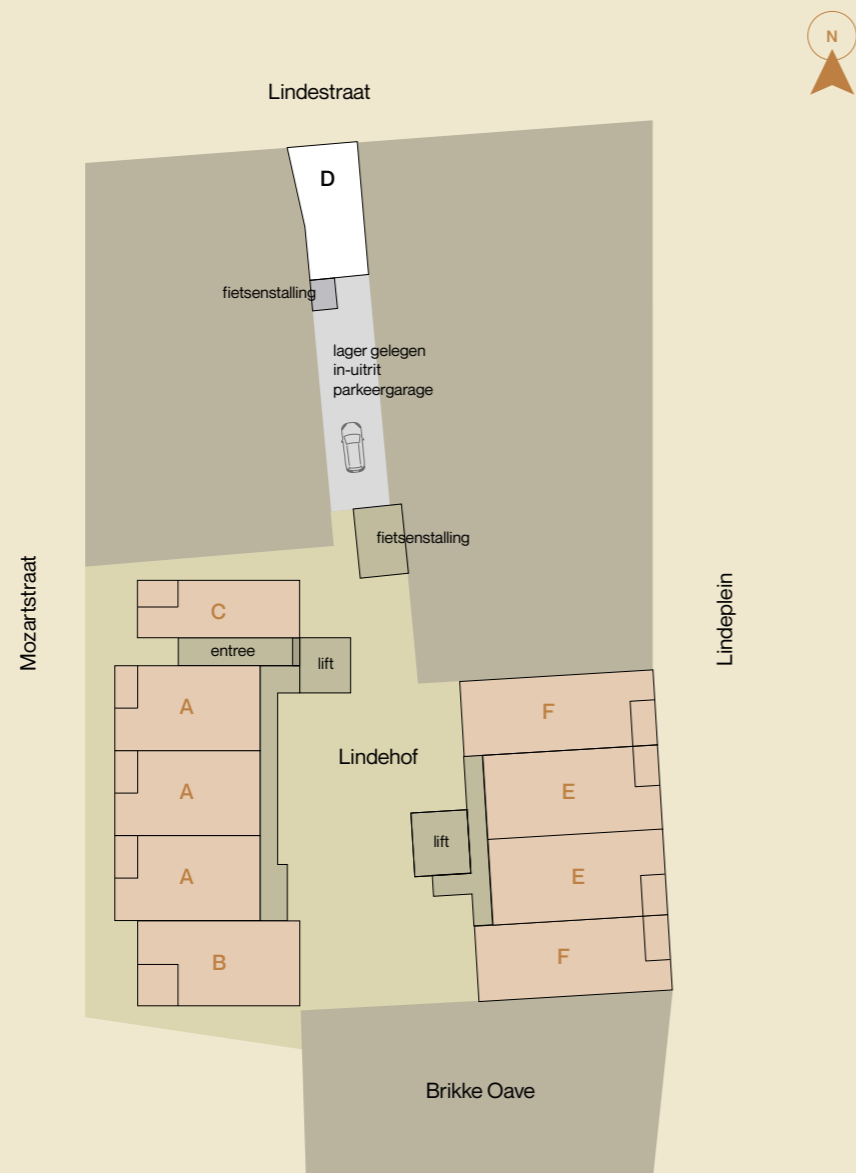 N
Lindestraat
D
fietsenstalling
lager gelegen
in-uitrit
parkeergarage
fietsenstalling
Mozartstraat
Lindeplein
C
entree
lift
A
F
Lindehof
A
E
lift
A
E
B
F
Brikke Oave